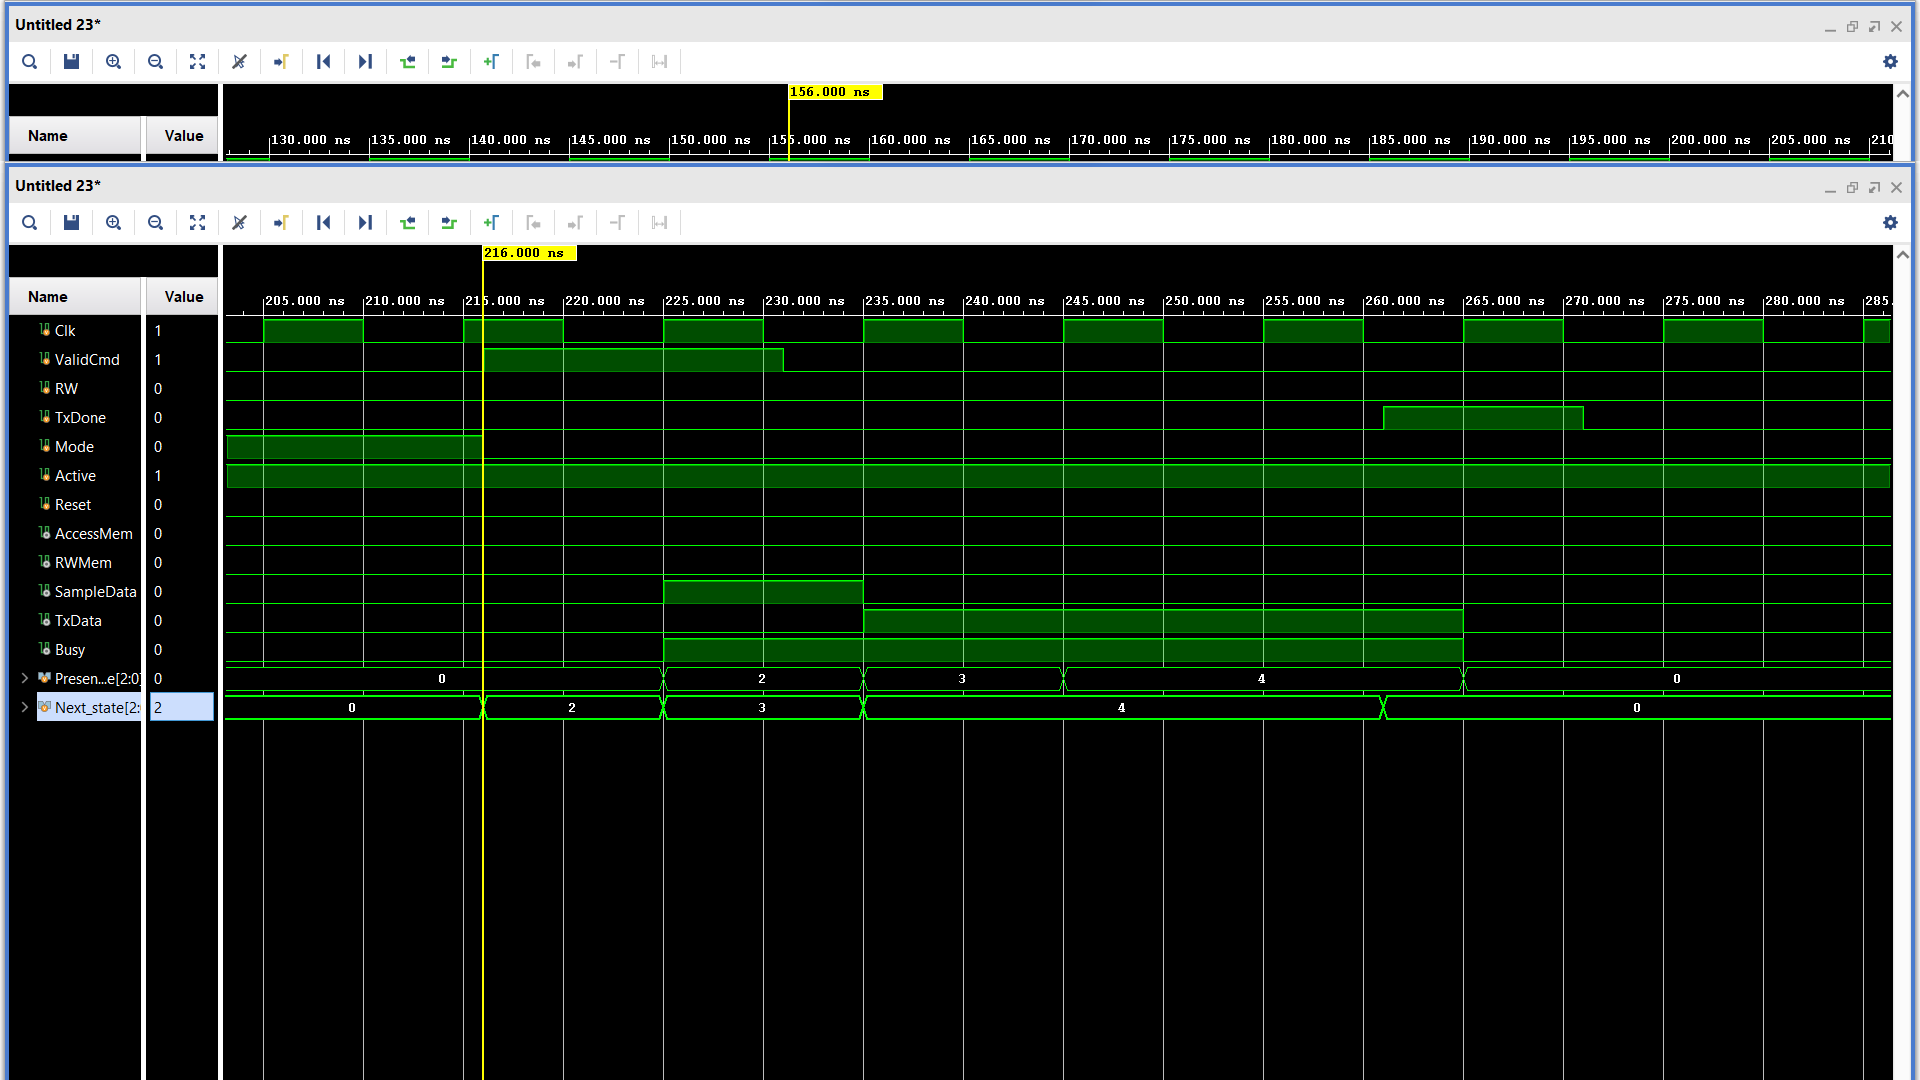 Untitled 23*
156.000 ns
Name Value
130.000 ns 135.000 ns 140.000 ns 145.000 ns 150.000 ns 155.000 ns 160.000 ns 165.000 ns 170.000 ns 175.000 ns 180.000 ns 185.000 ns 190.000 ns 195.000 ns 200.000 ns 205.000 ns 210
Untitled 23*
216.000 ns
Name Value
205.000 ns 210.000 ns 215.000 ns 220.000 ns 225.000 ns 230.000 ns 235.000 ns 240.000 ns 245.000 ns 250.000 ns 255.000 ns 260.000 ns 265.000 ns 270.000 ns 275.000 ns 280.000 ns 285.
Clk 1
ValidCmd 1
RW 0
TxDone 0
Mode 0
Active 1
Reset 0
AccessMem 0
RWMem 0
SampleData 0
TxData 0
Busy 0
Presen...e[2:0] 0 0 2 3 4 0
Next_state[2:0 2 0 2 3 4 0